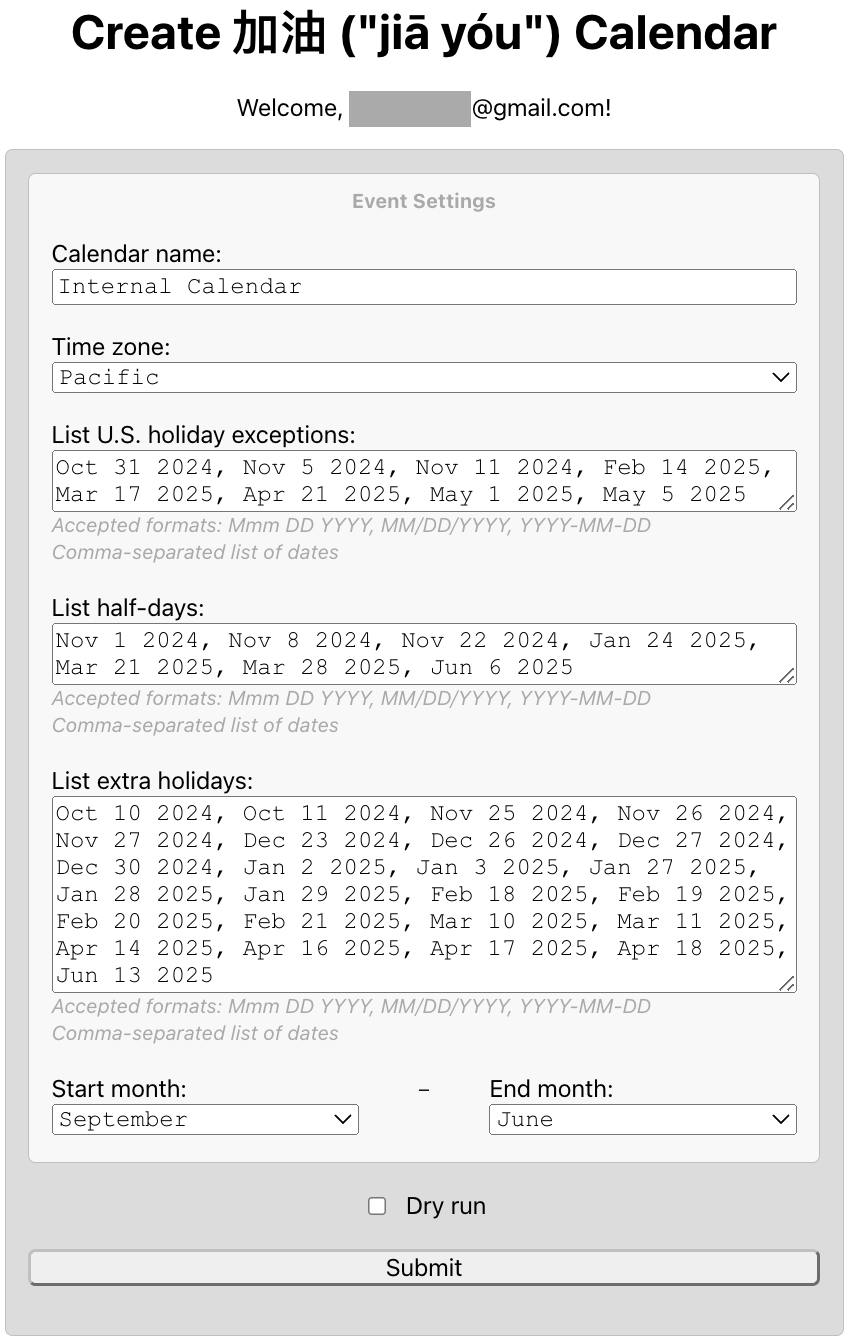 Create 加油 ("jiā yóu") Calendar
Welcome, @gmail.com!
Event Settings
Calendar name:
Internal Calendar
Time zone:
Pacific
List U.S. holiday exceptions:
Oct 31 2024, Nov 5 2024, Nov 11 2024, Feb 14 2025,
Mar 17 2025, Apr 21 2025, May 1 2025, May 5 2025
Accepted formats: Mmm DD YYYY, MM/DD/YYYY, YYYY-MM-DD
Comma-separated list of dates
List half-days:
Nov 1 2024, Nov 8 2024, Nov 22 2024, Jan 24 2025,
Mar 21 2025, Mar 28 2025, Jun 6 2025
Accepted formats: Mmm DD YYYY, MM/DD/YYYY, YYYY-MM-DD
Comma-separated list of dates
List extra holidays:
Oct 10 2024, Oct 11 2024, Nov 25 2024, Nov 26 2024,
Nov 27 2024, Dec 23 2024, Dec 26 2024, Dec 27 2024,
Dec 30 2024, Jan 2 2025, Jan 3 2025, Jan 27 2025,
Jan 28 2025, Jan 29 2025, Feb 18 2025, Feb 19 2025,
Feb 20 2025, Feb 21 2025, Mar 10 2025, Mar 11 2025,
Apr 14 2025, Apr 16 2025, Apr 17 2025, Apr 18 2025,
Jun 13 2025
Accepted formats: Mmm DD YYYY, MM/DD/YYYY, YYYY-MM-DD
Comma-separated list of dates
Start month: – End month:
September June
Dry run
Submit